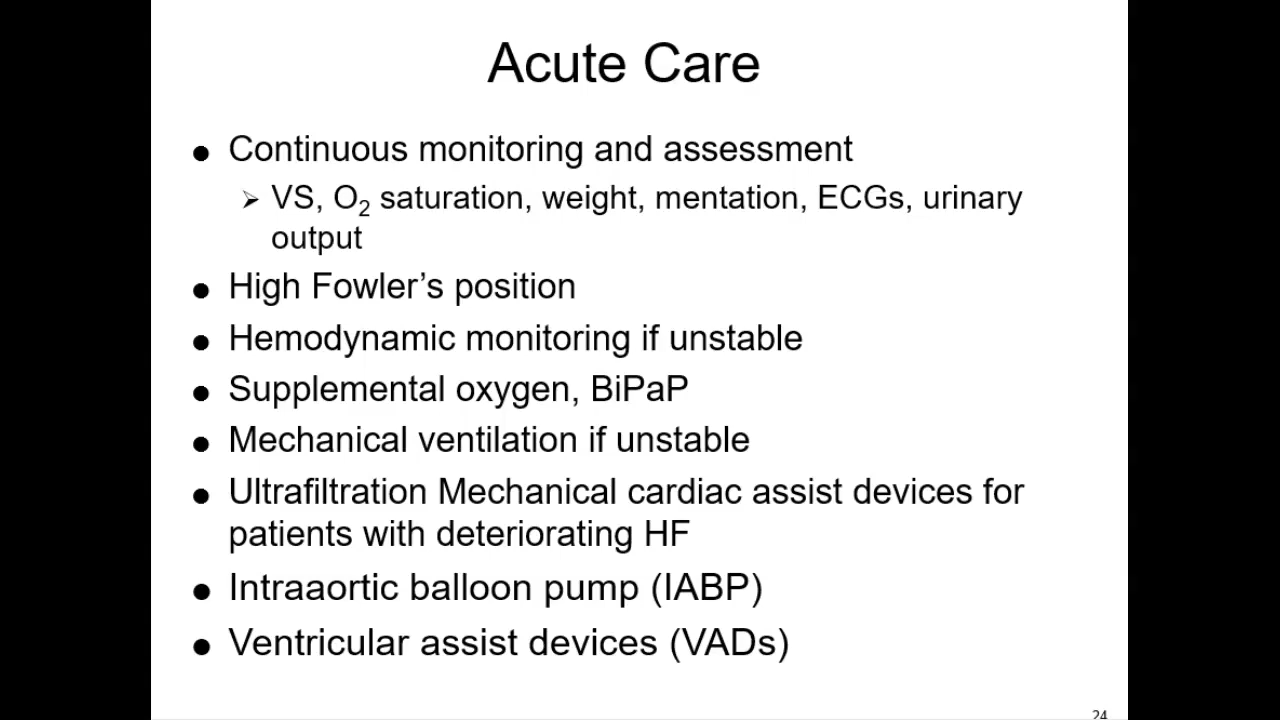 Acute Care
● Continuous monitoring and assessment
➢ VS, O₂ saturation, weight, mentation, ECGs, urinary
output
● High Fowler’s position
● Hemodynamic monitoring if unstable
● Supplemental oxygen, BiPaP
● Mechanical ventilation if unstable
● Ultrafiltration Mechanical cardiac assist devices for
patients with deteriorating HF
● Intraaortic balloon pump (IABP)
● Ventricular assist devices (VADs)
24